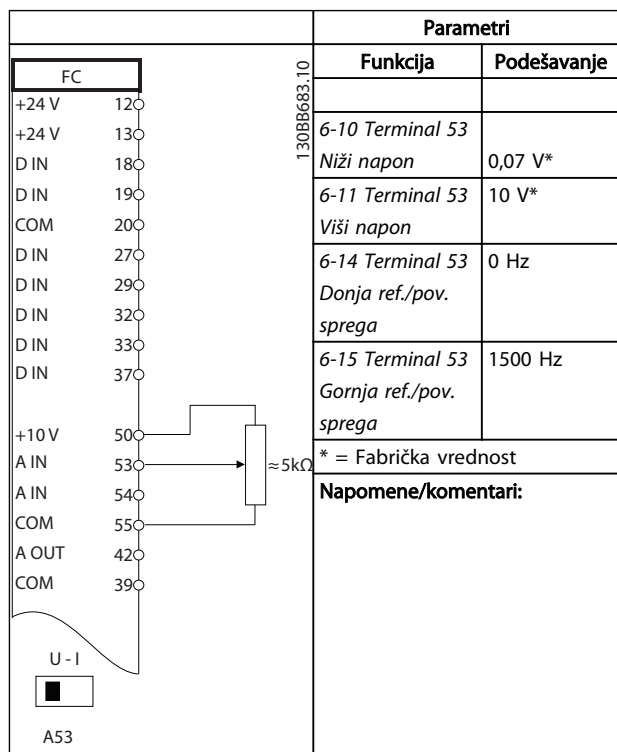 Parametri
Funkcija Podešavanje
FC
130BB683.10
+24 V 12
+24 V 13
D IN 18
D IN 19
COM 20
D IN 27
D IN 29
D IN 32
D IN 33
D IN 37
+10 V 50
A IN 53
A IN 54
COM 55
A OUT 42
COM 39
≈5kΩ
U - I
A53
6-10 Terminal 53
Niži napon 0,07 V*
6-11 Terminal 53 10 V*
Viši napon
6-14 Terminal 53 0 Hz
Donja ref./pov.
sprega
6-15 Terminal 53 1500 Hz
Gornja ref./pov.
sprega
* = Fabrička vrednost
Napomene/komentari: